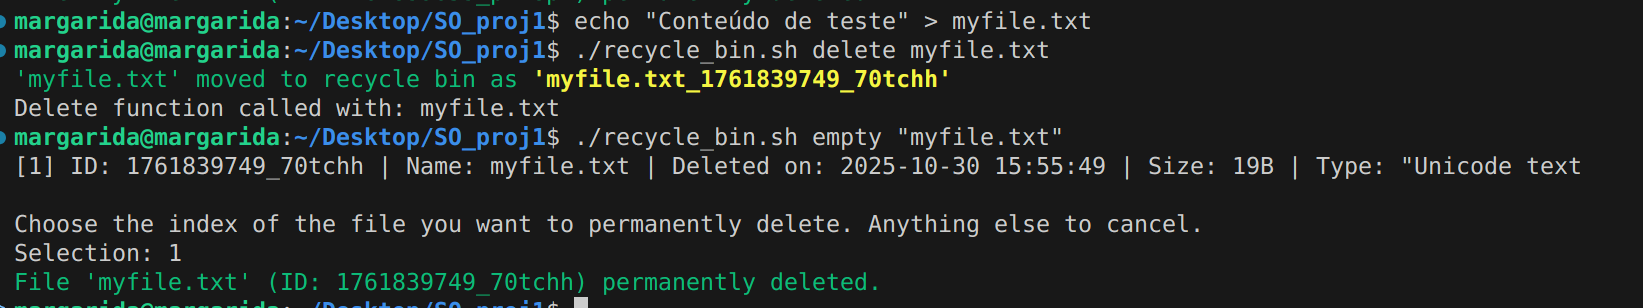 margarida@margarida:~/Desktop/SO_proj1$ echo "Conteúdo de teste" > myfile.txt
margarida@margarida:~/Desktop/SO_proj1$ ./recycle_bin.sh delete myfile.txt
'myfile.txt' moved to recycle bin as 'myfile.txt_1761839749_70tchh'
Delete function called with: myfile.txt
margarida@margarida:~/Desktop/SO_proj1$ ./recycle_bin.sh empty "myfile.txt"
[1] ID: 1761839749_70tchh | Name: myfile.txt | Deleted on: 2025-10-30 15:55:49 | Size: 19B | Type: "Unicode text
Choose the index of the file you want to permanently delete. Anything else to cancel.
Selection: 1
File 'myfile.txt' (ID: 1761839749_70tchh) permanently deleted.
margarida@margarida:~/Desktop/SO_proj1$